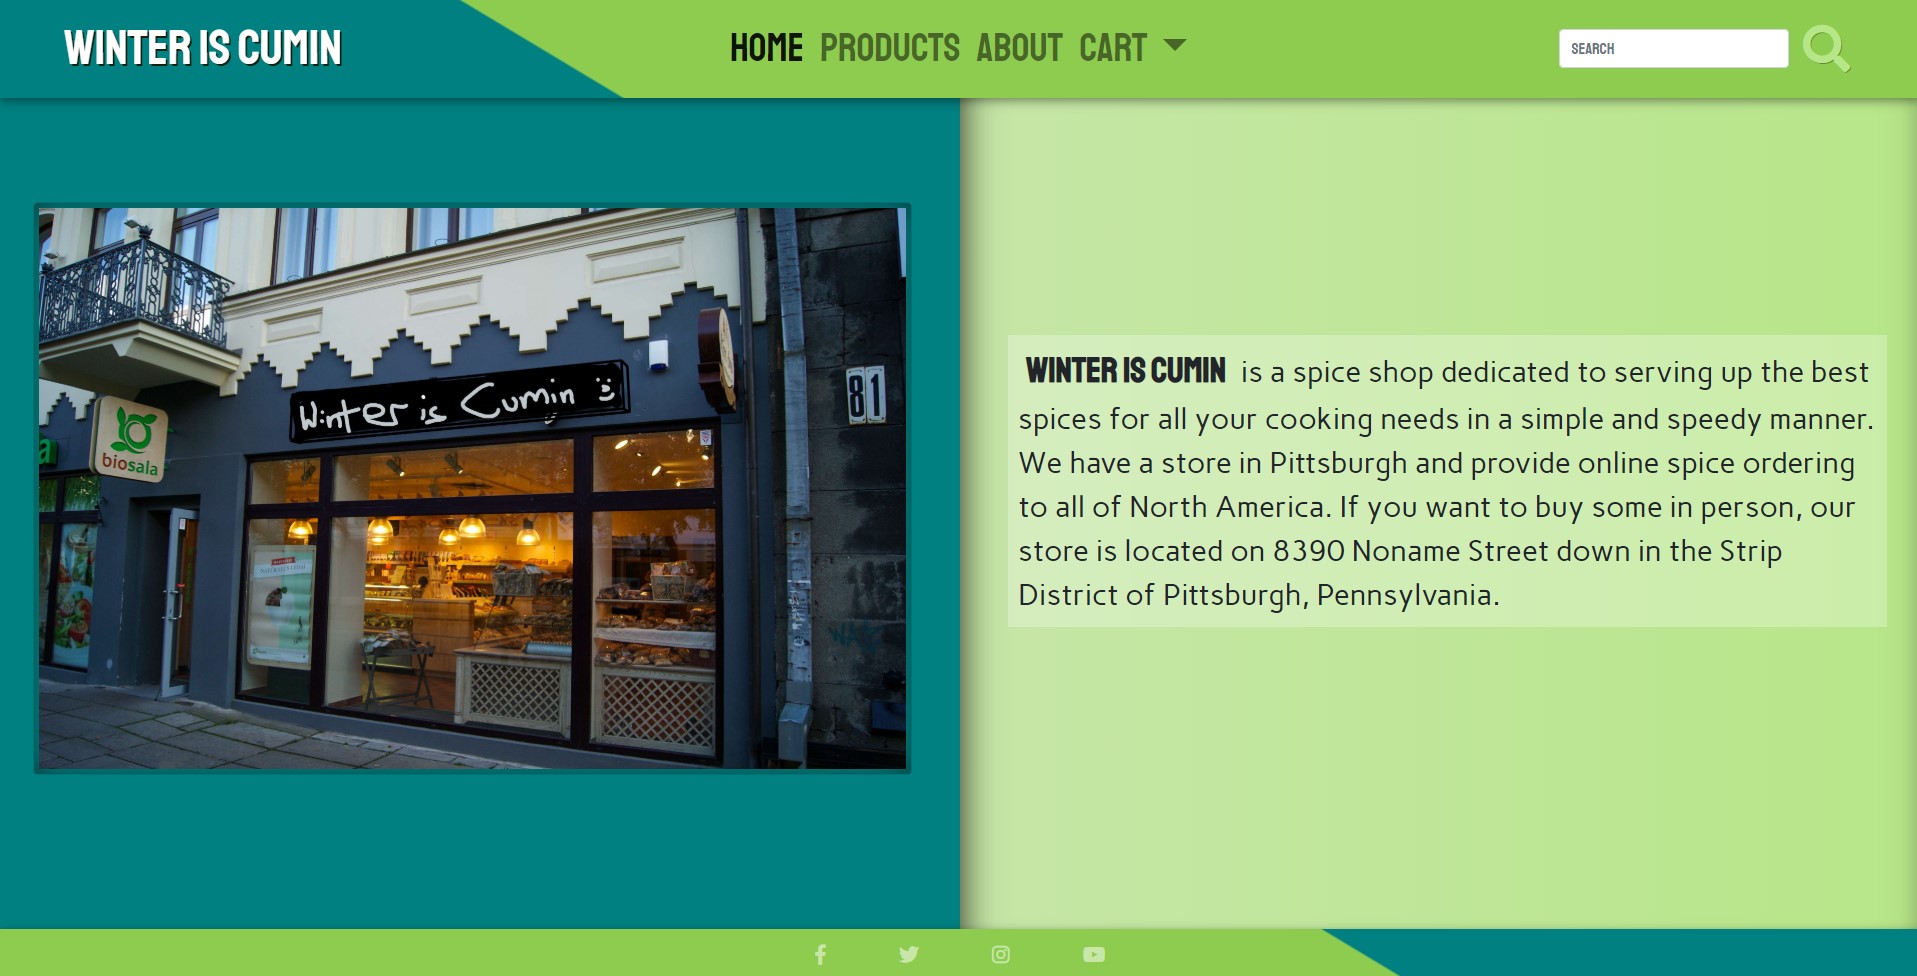 WINTER IS CUMIN
HOME PRODUCTS ABOUT CART
SEARCH
Winter is Cumin
81
biosala
a
WINTER IS CUMIN is a spice shop dedicated to serving up the best
spices for all your cooking needs in a simple and speedy manner.
We have a store in Pittsburgh and provide online spice ordering
to all of North America. If you want to buy some in person, our
store is located on 8390 Noname Street down in the Strip
District of Pittsburgh, Pennsylvania.